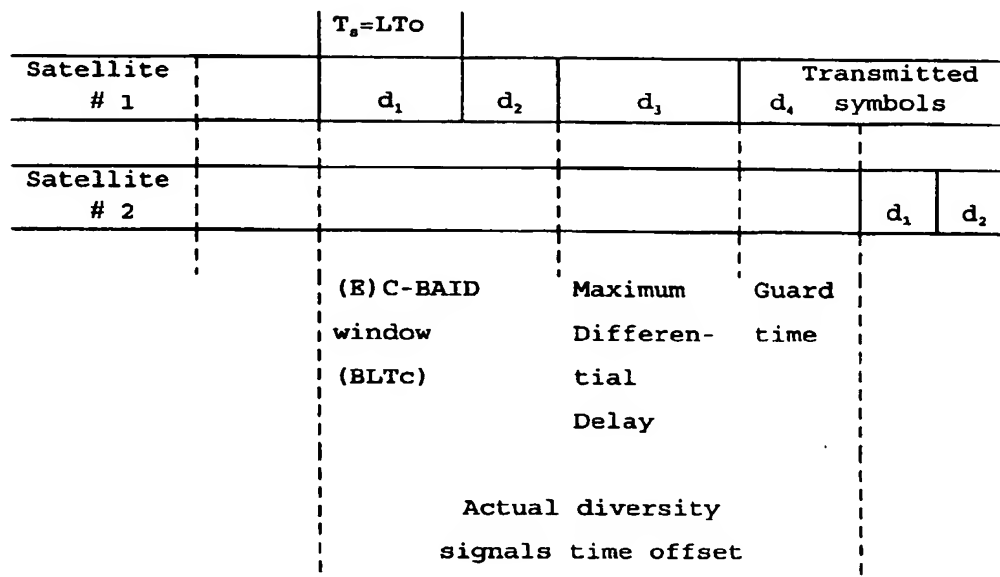 Tₛ=LTo
Satellite
# 1
d₁
d₂
d₃
d₄
Transmitted
symbols
Satellite
# 2
d₁
d₂
(E)C-BAID
window
(BLTc)
Maximum
Differen-
tial
Delay
Guard
time
Actual diversity
signals time offset